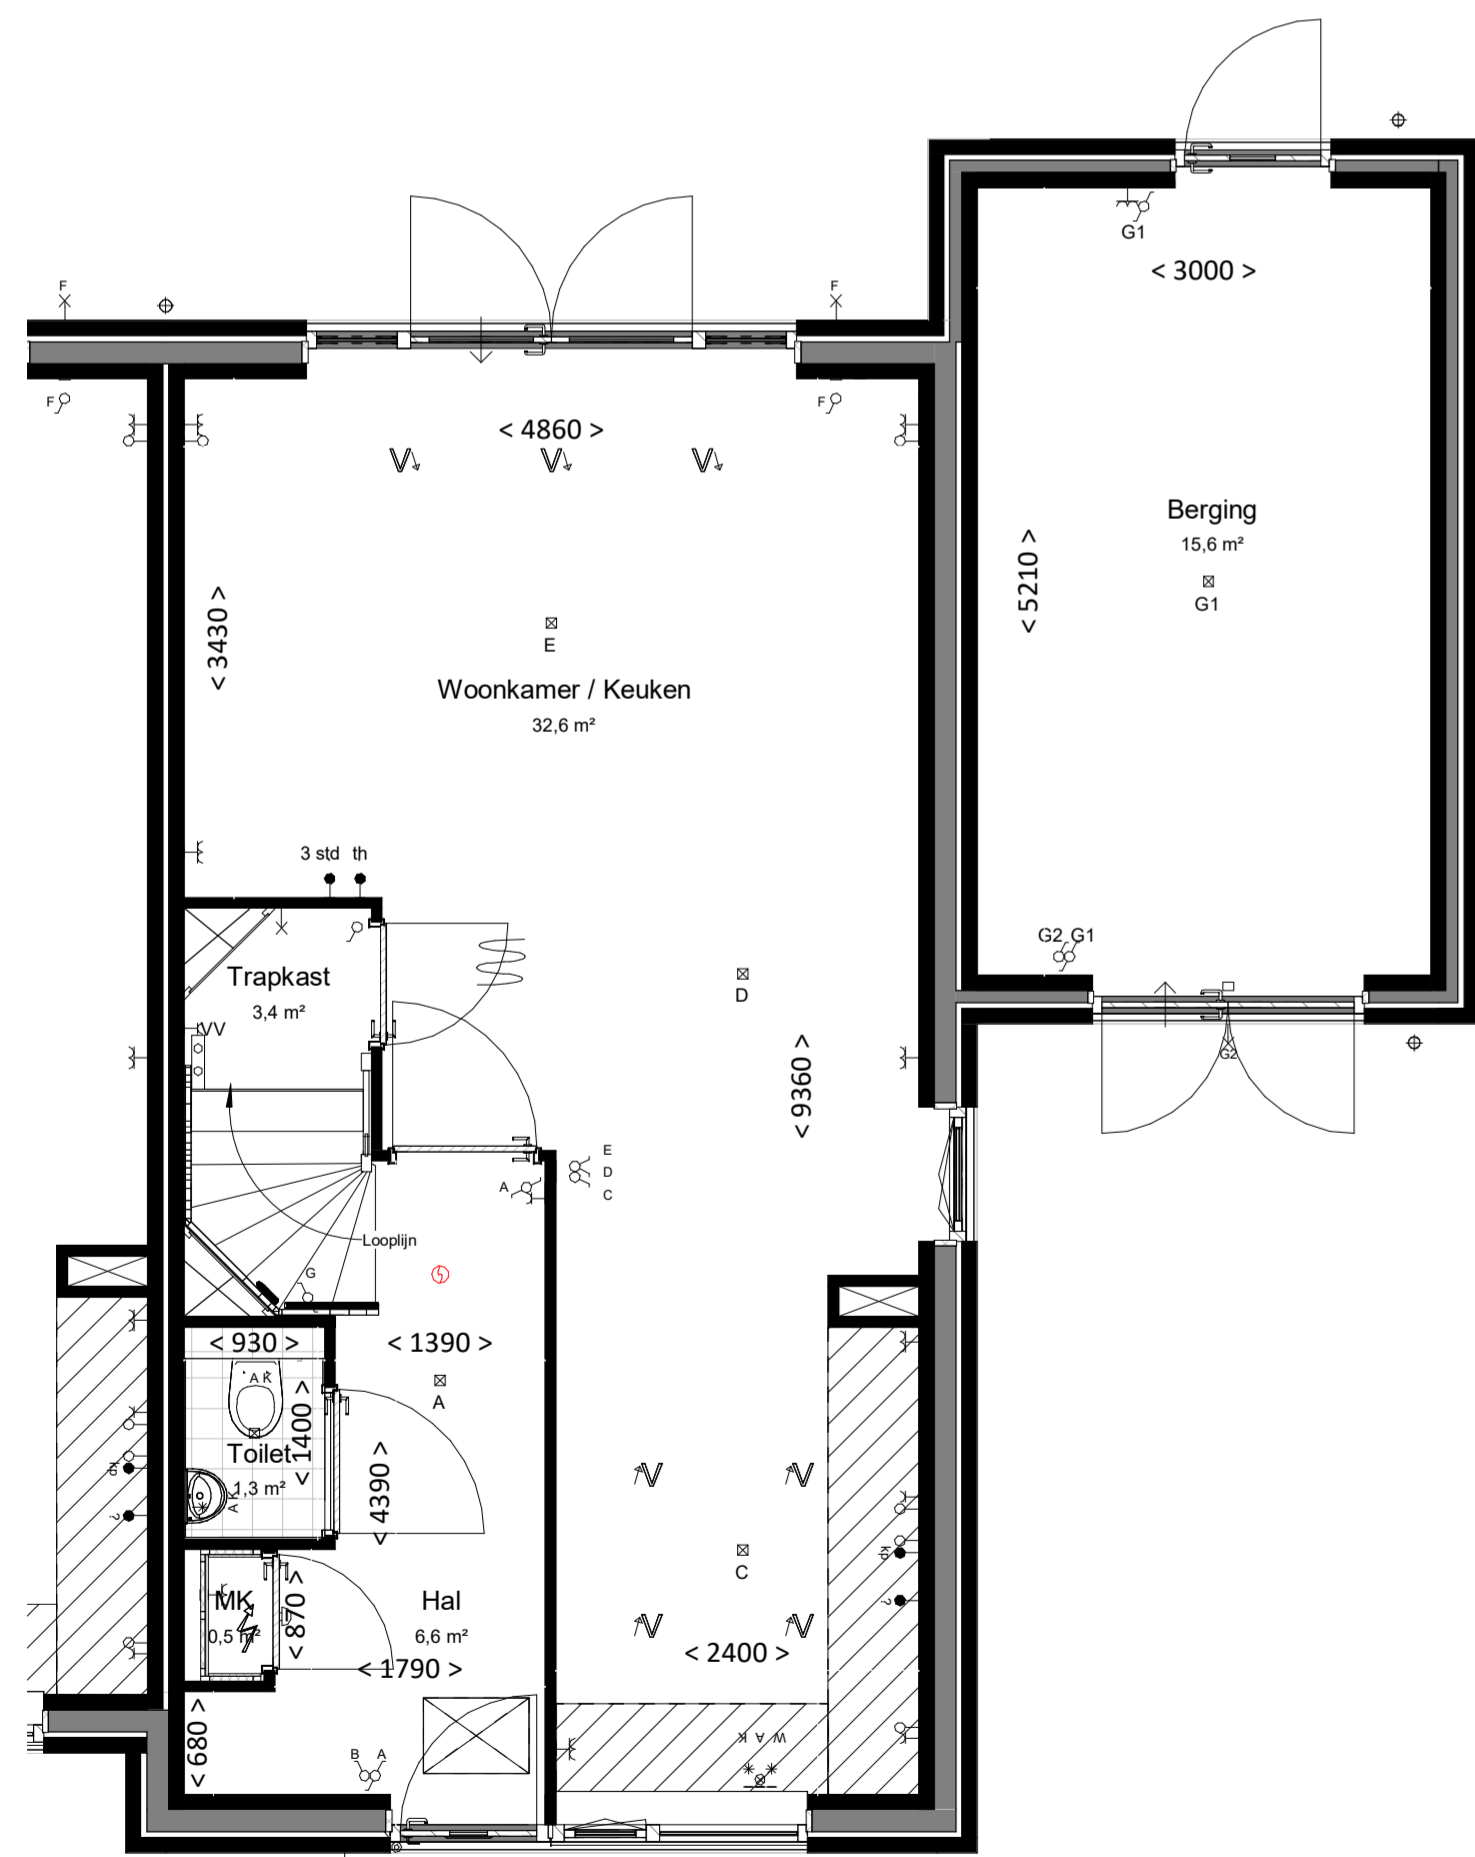 G1
< 3000 >
F
F
F
F
< 4860 >
V
V
V
Berging
15,6 m²
G1
< 5210 >
< 3430 >
E
Woonkamer / Keuken
32,6 m²
3 std th
G2 G1
G2
Trapkast
3,4 m²
VV
D
< 9360 >
E
D
C
A
Looplijn
G
< 930 >
< 1390 >
A K
A
< 1400 >
Toilet
1,3 m²
A K
< 4390 >
kp
?
V
V
kp
?
C
MK
0,5 m²
< 870 >
Hal
6,6 m²
< 1790 >
V
V
< 2400 >
< 680 >
B A
W A K